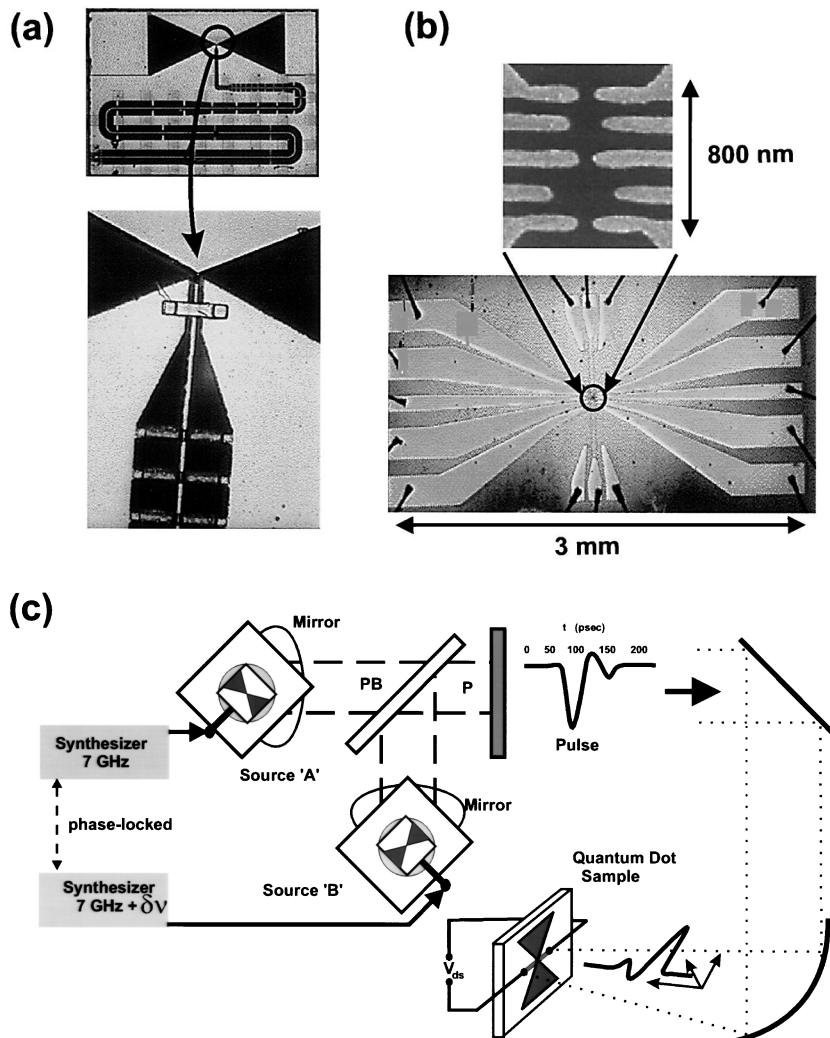 (a)
(b)
800 nm
3 mm
(c)
Mirror
t (psec)
0 50 100 150 200
PB
P
Pulse
Synthesizer
7 GHz
Source 'A'
Mirror
phase-locked
Quantum Dot
Sample
Synthesizer
7 GHz + δν
Source 'B'
Vds